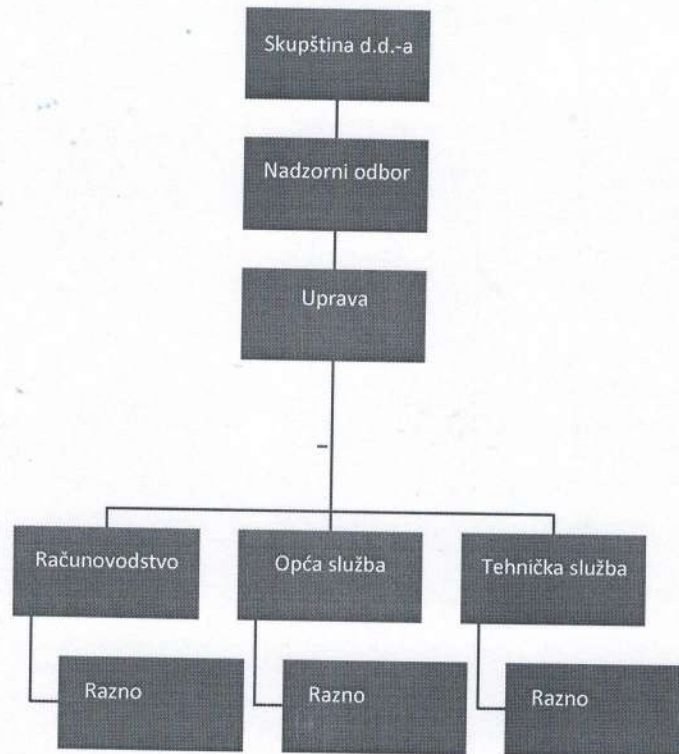 Skupština d.d.-a
Nadzorni odbor
Uprava
Računovodstvo
Opća služba
Tehnička služba
Razno
Razno
Razno